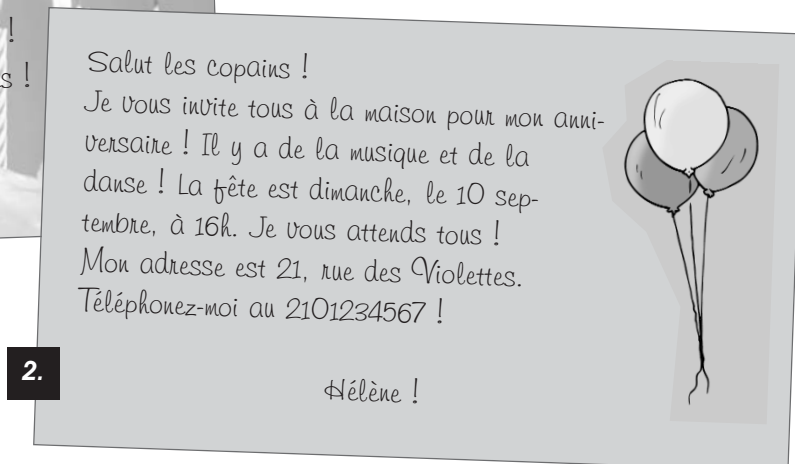 !
s !
Salut les copains !
Je vous invite tous à la maison pour mon anni-
versaire ! Il y a de la musique et de la
danse ! La fête est dimanche, le 10 sep-
tembre, à 16h. Je vous attends tous !
Mon adresse est 21, rue des Violettes.
Téléphonez-moi au 2101234567 !
2.
Hélène !